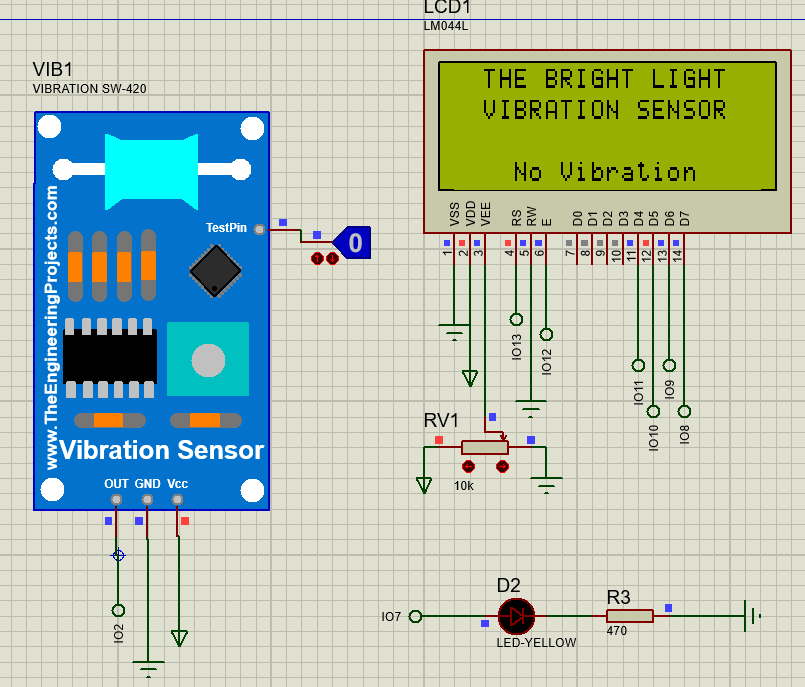 LCD1
LM044L
VIB1
VIBRATION SW-420
THE BRIGHT LIGHT
VIBRATION SENSOR
No Vibration
TestPin
0
www.TheEngineeringProjects.com
Vibration Sensor
OUT GND Vcc
IO2
VSS VDD VEE RS RW E D0 D1 D2 D3 D4 D5 D6 D7
1 2 3 4 5 6 7 8 9 10 11 12 13 14
IO13
IO12
IO11
IO10
IO9
IO8
RV1
10k
D2
IO7
LED-YELLOW
R3
470